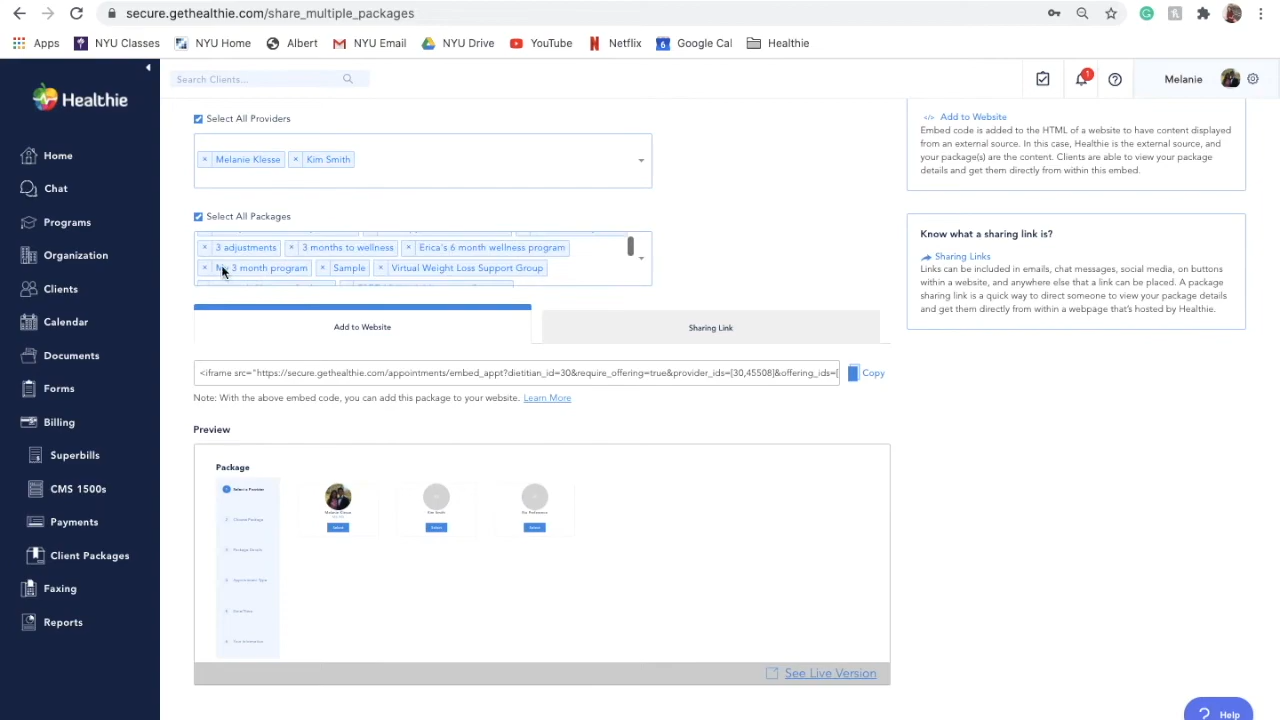 secure.gethealthie.com/share_multiple_packages
Apps NYU Classes NYU Home Albert NYU Email NYU Drive YouTube Netflix 6 Google Cal Healthie
Healthie
Search Clients...
1
Melanie
Home
Chat
Programs
Organization
Clients
Calendar
Documents
Forms
Billing
Superbills
CMS 1500s
Payments
Client Packages
Faxing
Reports
Select All Providers
× Melanie Klesse × Kim Smith
Select All Packages
× 3 adjustments × 3 months to wellness × Erica's 6 month wellness program
× 3 month program × Sample × Virtual Weight Loss Support Group
Add to Website
Sharing Link
<iframe src="https://secure.gethealthie.com/appointments/embed_appt?dietitian_id=30&require_offering=true&provider_ids=[30,45508]&offering_ids=[
Copy
Note: With the above embed code, you can add this package to your website. Learn More
Preview
Package
Select a Provider
Choose Package
Package Details
Appointment Type
Melanie Klesse
Select
Kim Smith
Select
No Preference
Select
See Live Version
</> Add to Website
Embed code is added to the HTML of a website to have content displayed
from an external source. In this case, Healthie is the external source, and
your package(s) are the content. Clients are able to view your package
details and get them directly from within this embed.
Know what a sharing link is?
Sharing Links
Links can be included in emails, chat messages, social media, on buttons
within a website, and anywhere else that a link can be placed. A package
sharing link is a quick way to direct someone to view your package details
and get them directly from within a webpage that's hosted by Healthie.
? Help